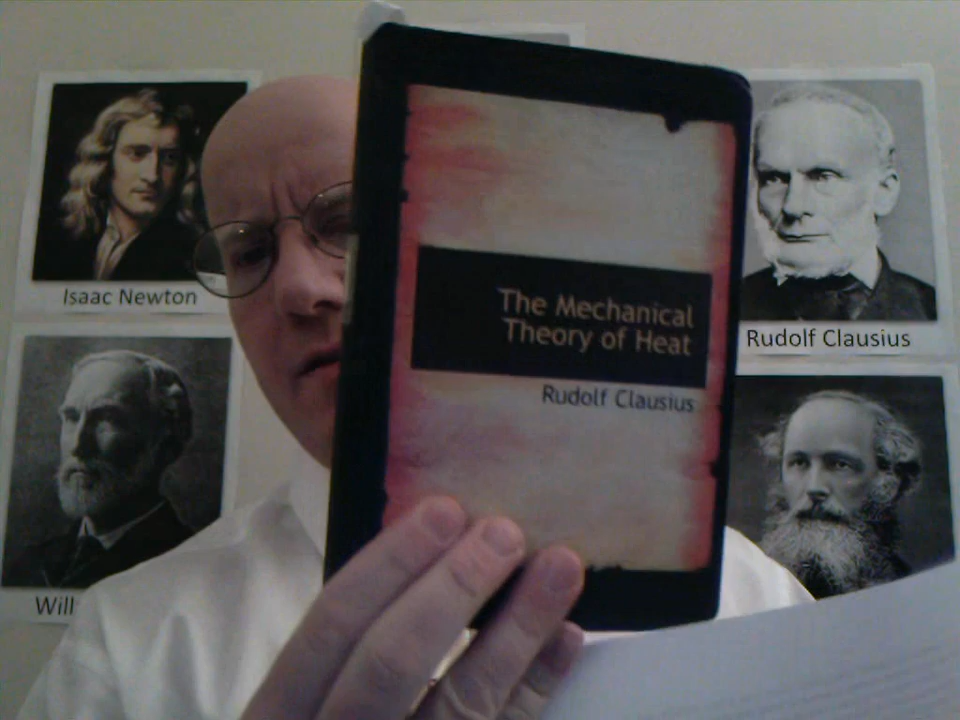 Isaac Newton
The Mechanical
Theory of Heat
Rudolf Clausius
Rudolf Clausius
Will